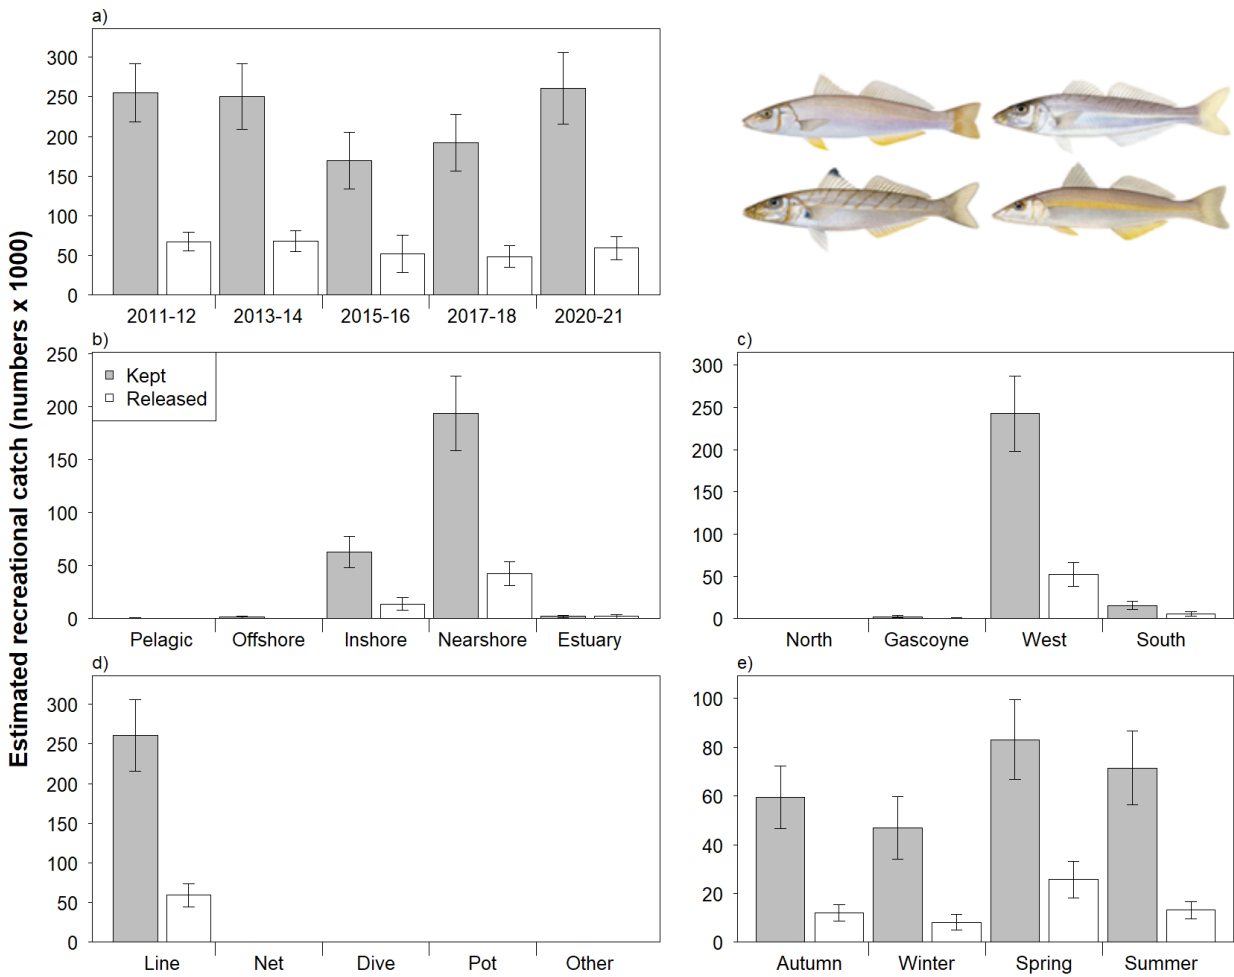 a)
300
250
200
150
100
50
0
2011-12 2013-14 2015-16 2017-18 2020-21
Estimated recreational catch (numbers x 1000)
b)
250
200
150
100
50
0
Kept
Released
Pelagic Offshore Inshore Nearshore Estuary
c)
300
250
200
150
100
50
0
North Gascoyne West South
d)
300
250
200
150
100
50
0
Line Net Dive Pot Other
e)
100
80
60
40
20
0
Autumn Winter Spring Summer